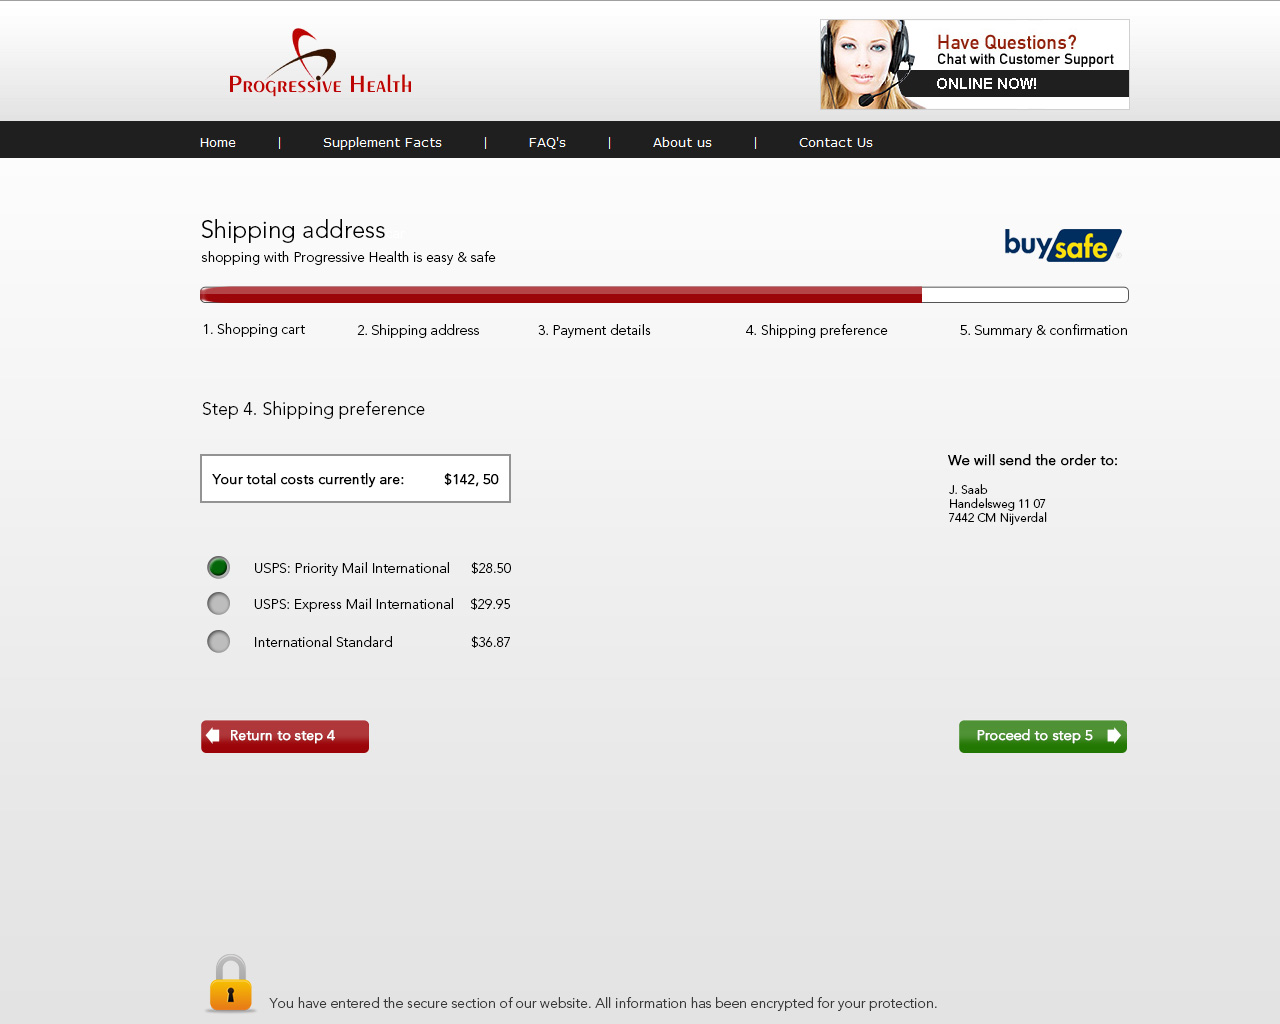 Progressive Health
Have Questions?
Chat with Customer Support
ONLINE NOW!
Home | Supplement Facts | FAQ's | About us | Contact Us
Shipping address
shopping with Progressive Health is easy & safe
buysafe
1. Shopping cart 2. Shipping address 3. Payment details 4. Shipping preference 5. Summary & confirmation
Step 4. Shipping preference
Your total costs currently are: $142, 50
We will send the order to:
J. Saab
Handelsweg 11 07
7442 CM Nijverdal
USPS: Priority Mail International $28.50
USPS: Express Mail International $29.95
International Standard $36.87
Return to step 4
Proceed to step 5
You have entered the secure section of our website. All information has been encrypted for your protection.